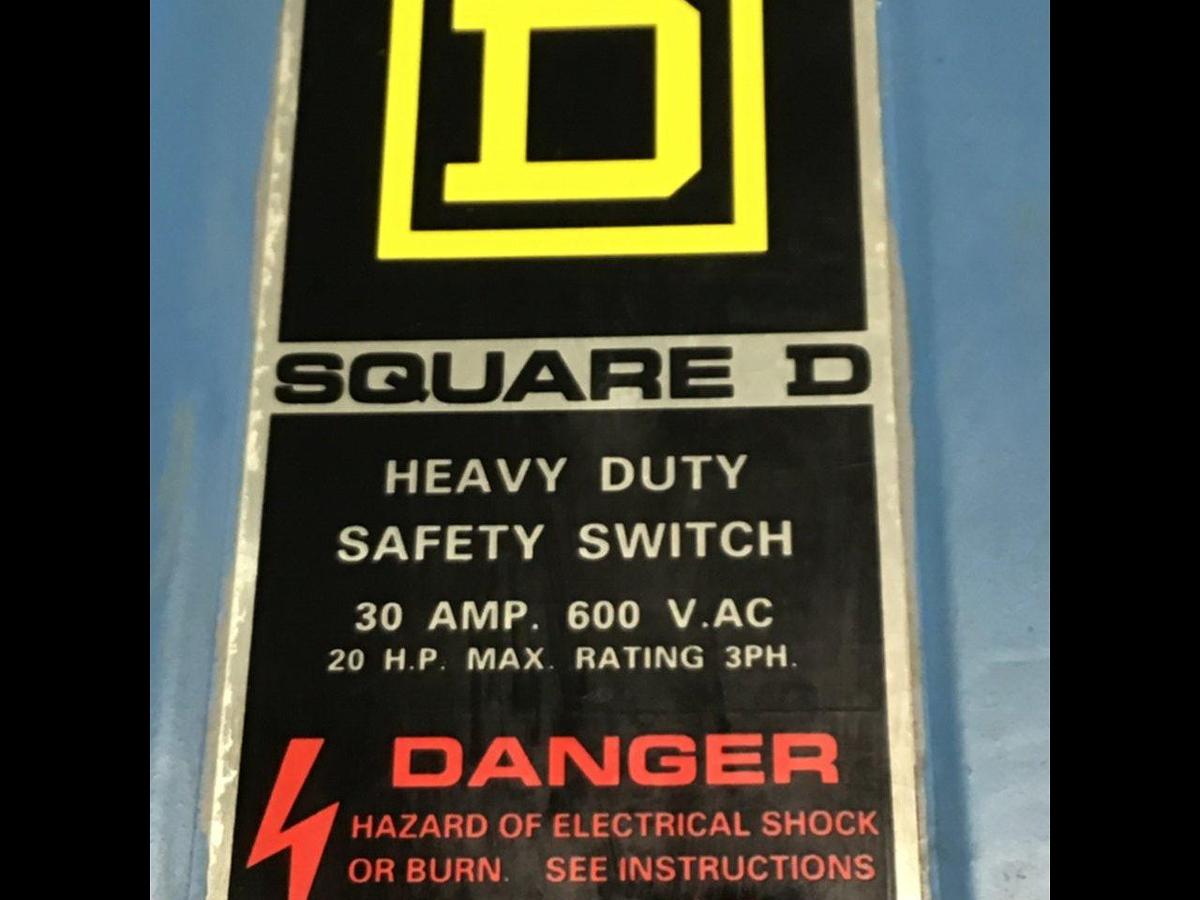 D
SQUARE D
HEAVY DUTY
SAFETY SWITCH
30 AMP. 600 V.AC
20 H.P. MAX. RATING 3PH.
DANGER
HAZARD OF ELECTRICAL SHOCK
OR BURN. SEE INSTRUCTIONS